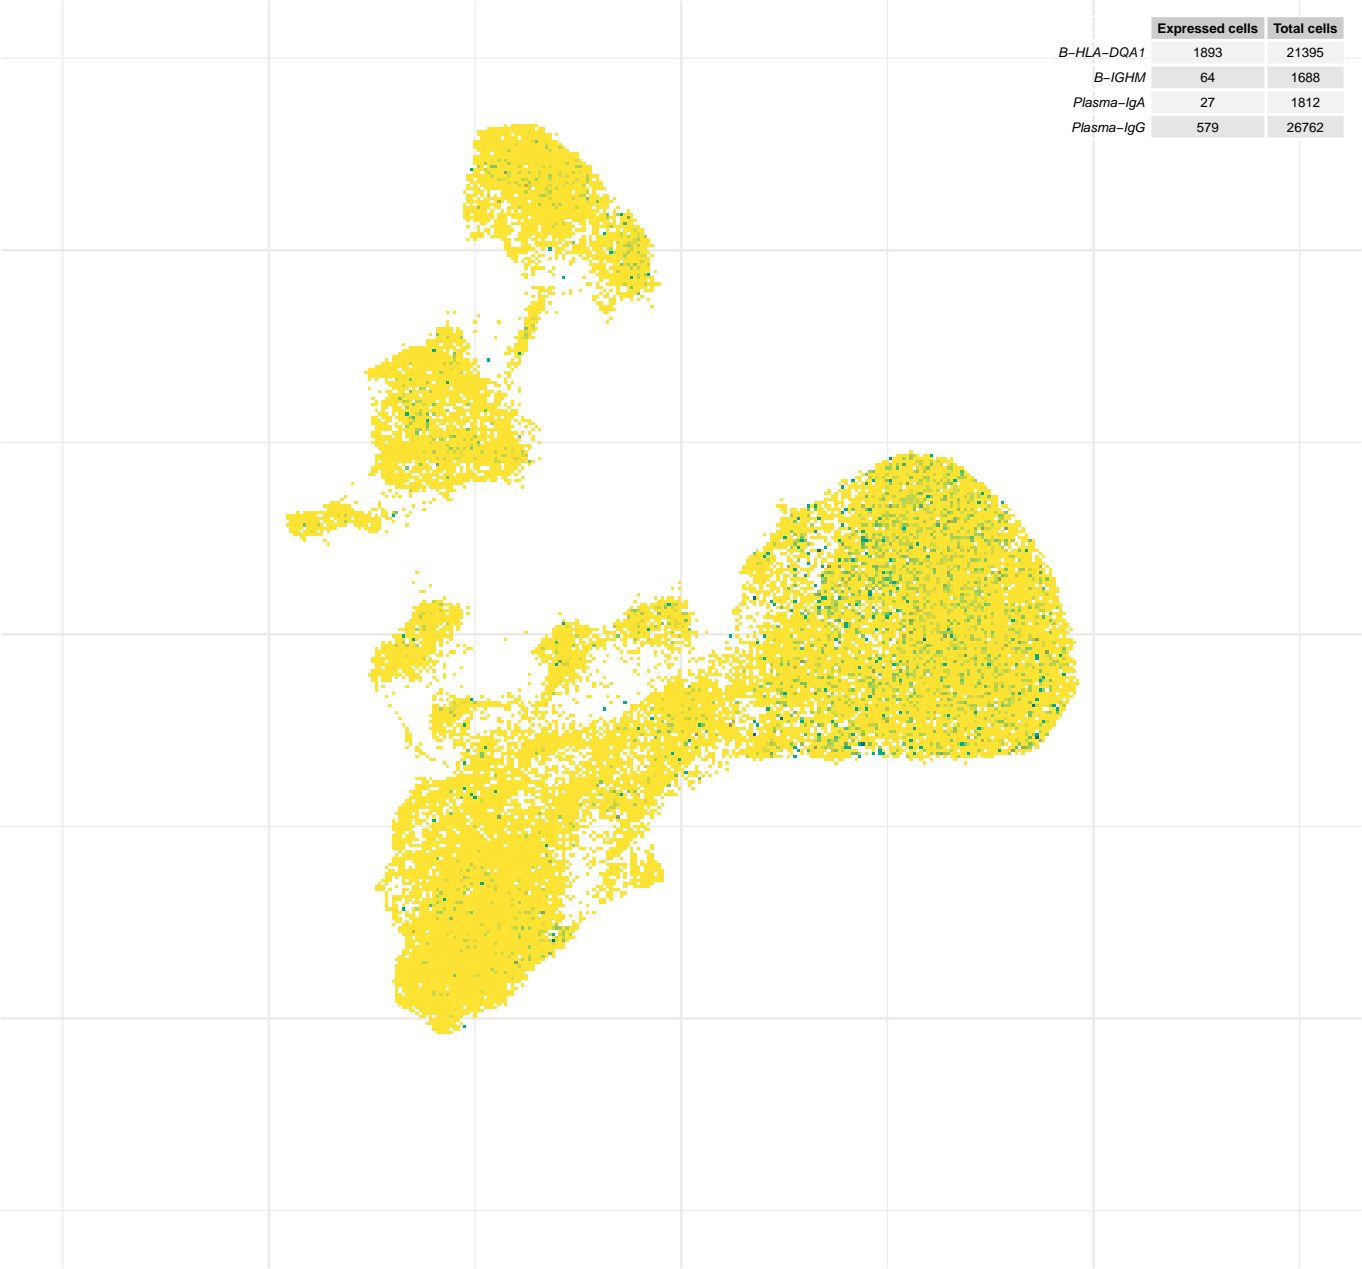 Expressed cells Total cells
B–HLA–DQA1 1893 21395
B–IGHM 64 1688
Plasma–IgA 27 1812
Plasma–IgG 579 26762